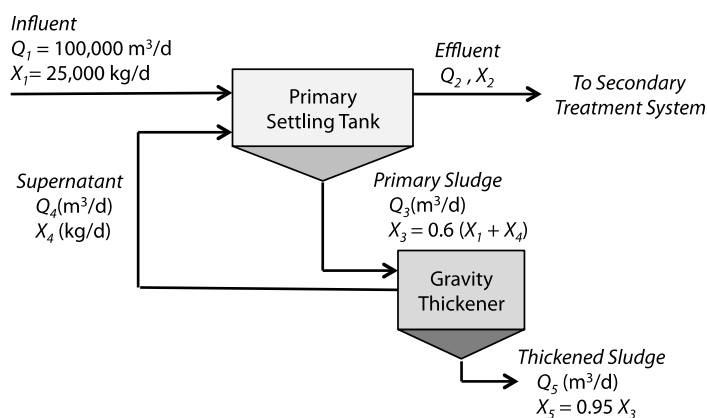 Influent
Q₁ = 100,000 m³/d
X₁= 25,000 kg/d
Effluent
Q₂ , X₂
To Secondary
Treatment System
Primary
Settling Tank
Supernatant
Q₄(m³/d)
X₄ (kg/d)
Primary Sludge
Q₃(m³/d)
X₃ = 0.6 (X₁ + X₄)
Gravity
Thickener
Thickened Sludge
Q₅ (m³/d)
X₅ = 0.95 X₃